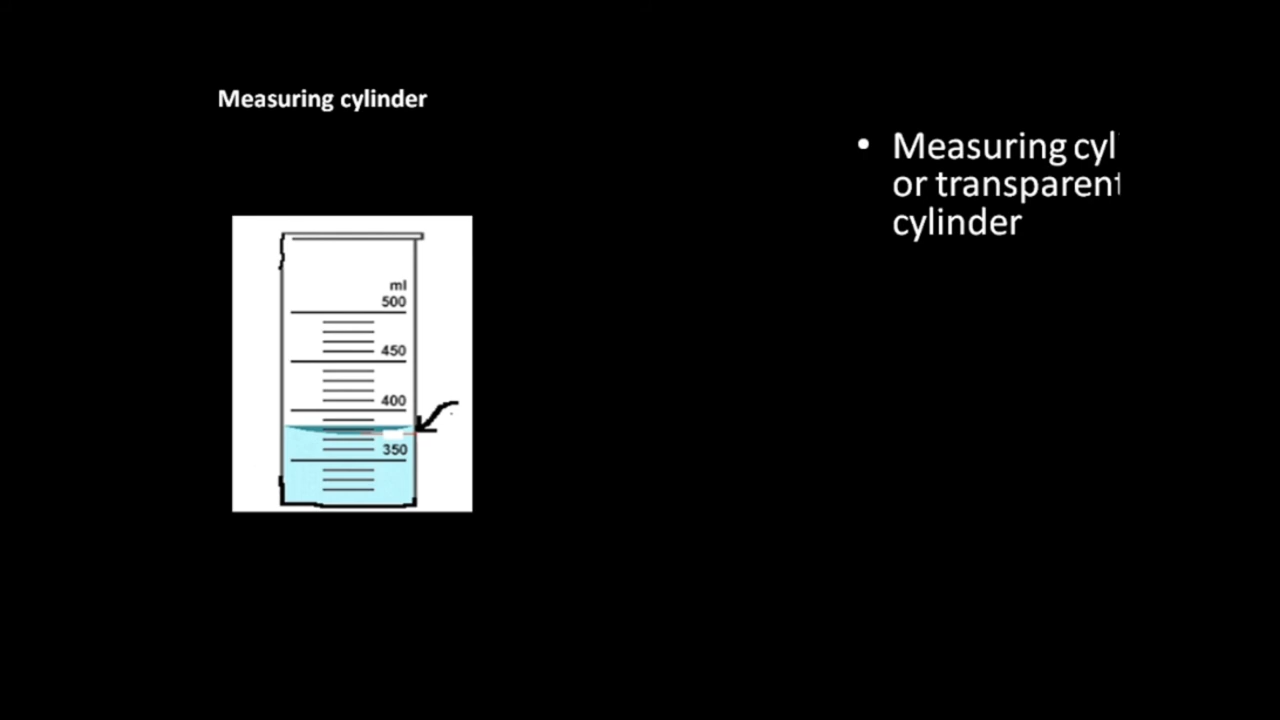 Measuring cylinder
• Measuring cyl
or transparent
cylinder
ml
500
450
400
350